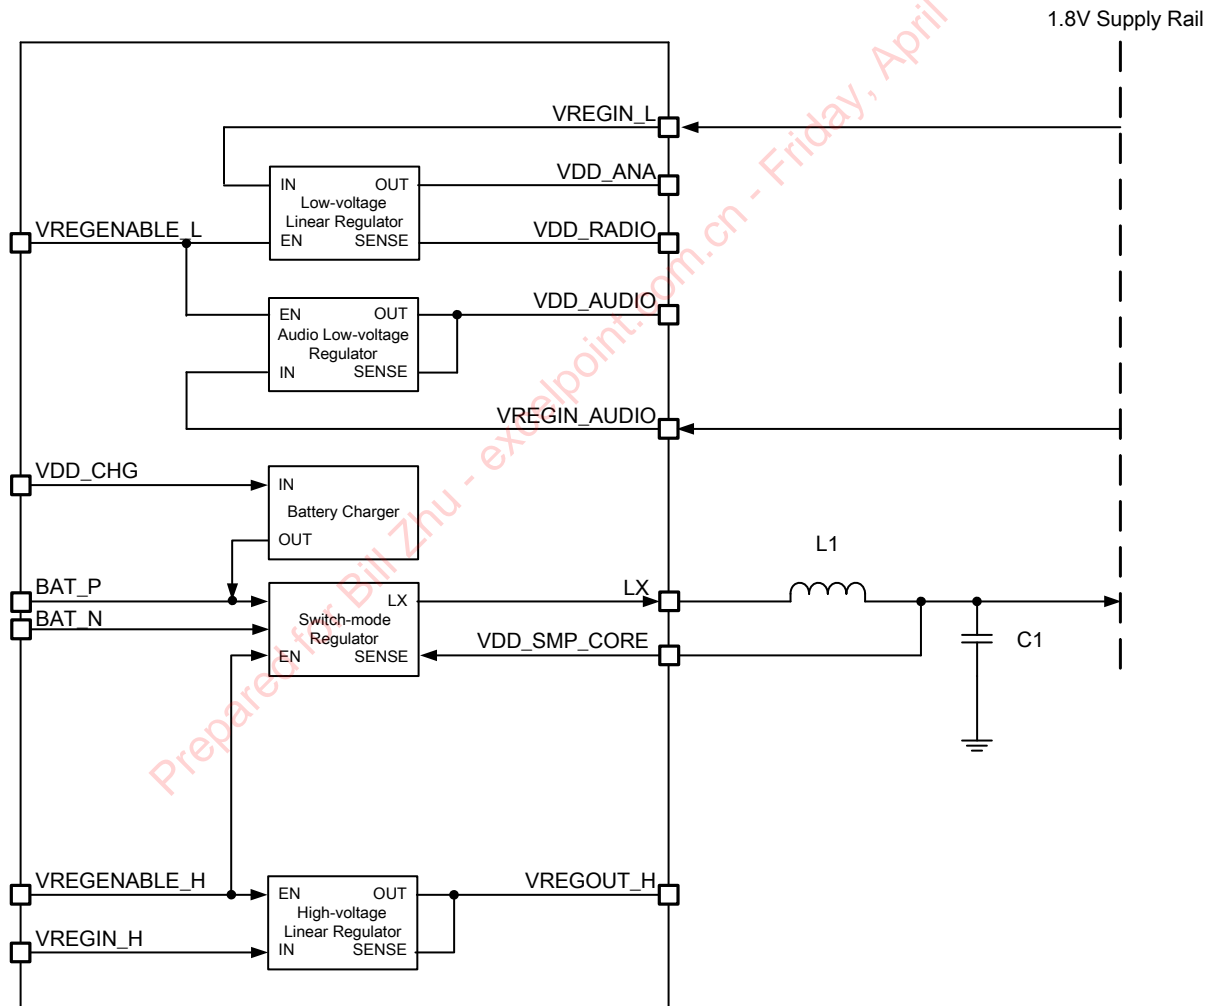 1.8V Supply Rail
VREGIN_L
VDD_ANA
IN OUT
Low-voltage
Linear Regulator
EN SENSE
VREGENABLE_L
VDD_RADIO
VDD_AUDIO
EN OUT
Audio Low-voltage
Regulator
IN SENSE
VREGIN_AUDIO
VDD_CHG
IN
Battery Charger
OUT
L1
BAT_P
LX
LX
BAT_N
Switch-mode
Regulator
EN SENSE
VDD_SMP_CORE
C1
VREGENABLE_H
EN OUT
VREGOUT_H
High-voltage
Linear Regulator
VREGIN_H
IN SENSE
Prepared for Bill Zhu - excelpoint.com.cn - Friday, April